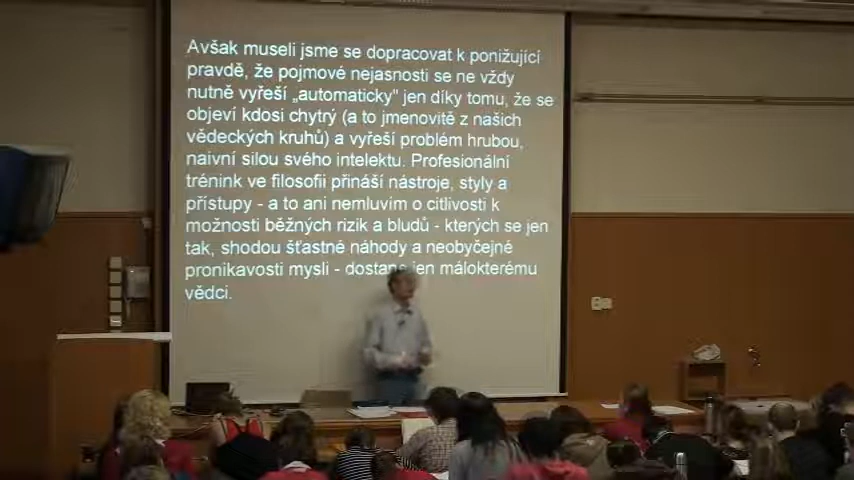 Avšak museli jsme se dopracovat k ponižující
pravdě, že pojmové nejasnosti se ne vždy
nutně vyřeší „automaticky" jen díky tomu, že se
objeví kdosi chytrý (a to jmenovitě z našich
vědeckých kruhů) a vyřeší problém hrubou,
naivní silou svého intelektu. Profesionální
trénink ve filosofii přináší nástroje, styly a
přístupy - a to ani nemluvím o citlivosti k
možnosti běžných rizik a bludů - kterých se jen
tak, shodou šťastné náhody a neobyčejné
pronikavosti mysli - dostane jen málokterému
vědci.